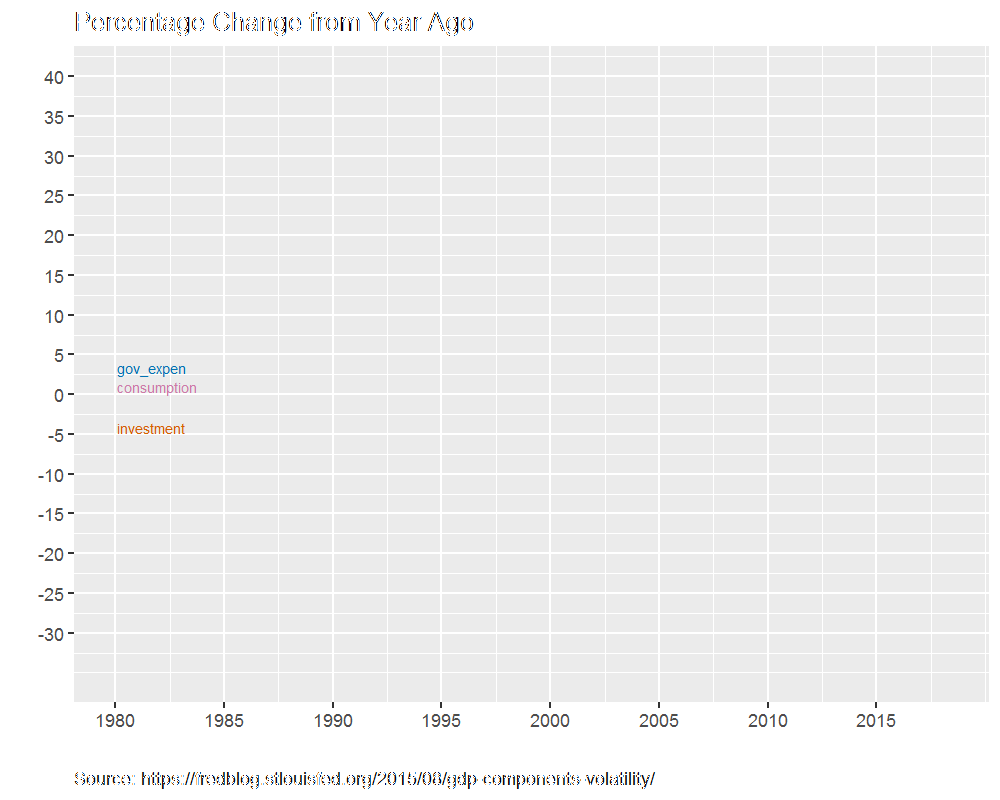 Percentage Change from Year Ago
40
35
30
25
20
15
10
5
gov_expen
consumption
0
investment
-5
-10
-15
-20
-25
-30
1980 1985 1990 1995 2000 2005 2010 2015
Source: https://fredblog.stlouisfed.org/2015/08/gdp-components-volatility/